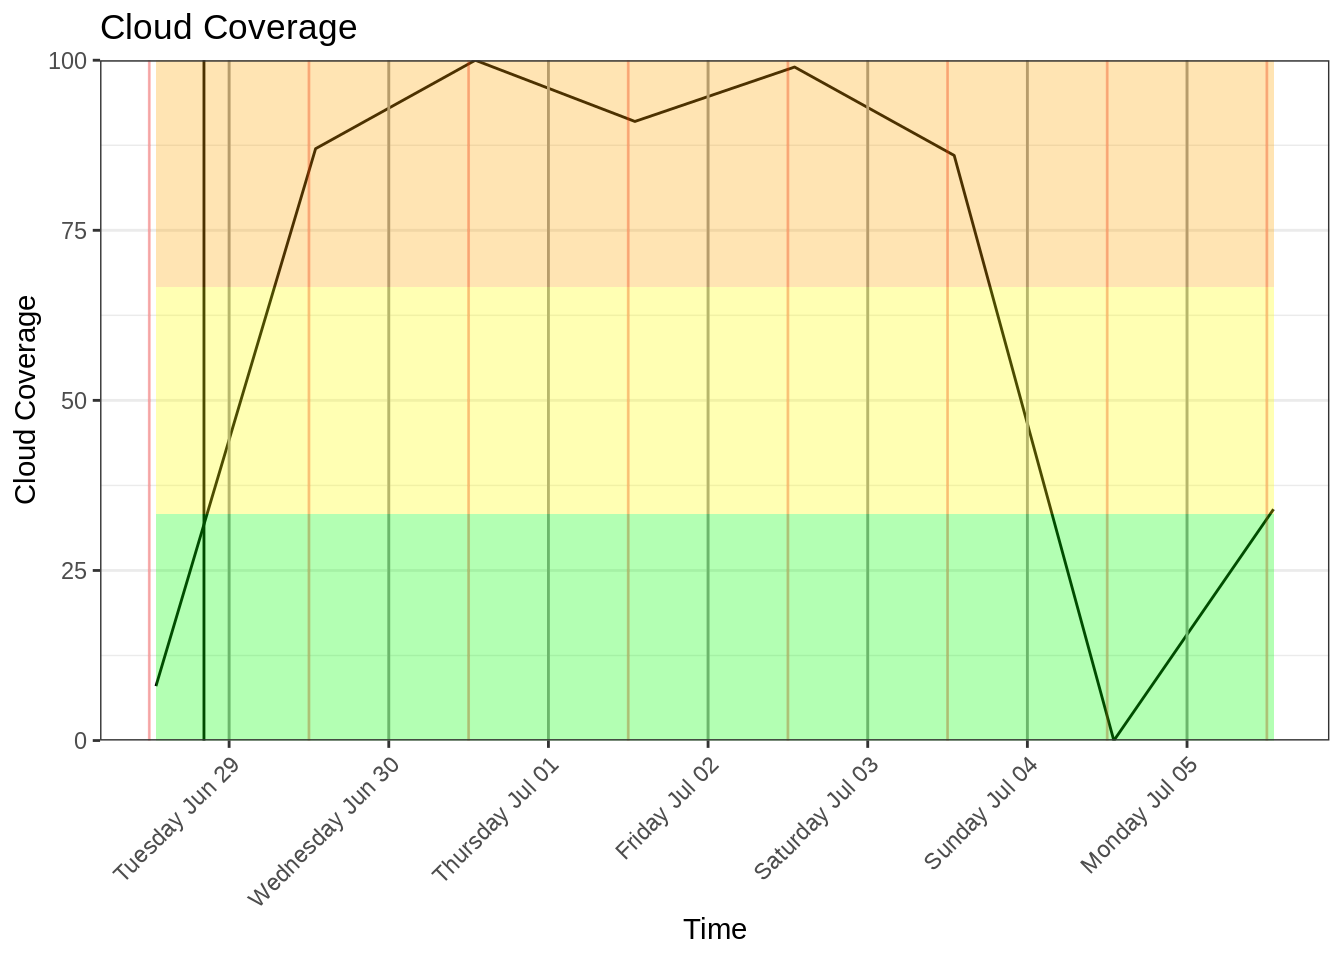 Cloud Coverage
Cloud Coverage
100
75
50
25
0
Tuesday Jun 29
Wednesday Jun 30
Thursday Jul 01
Friday Jul 02
Saturday Jul 03
Sunday Jul 04
Monday Jul 05
Time